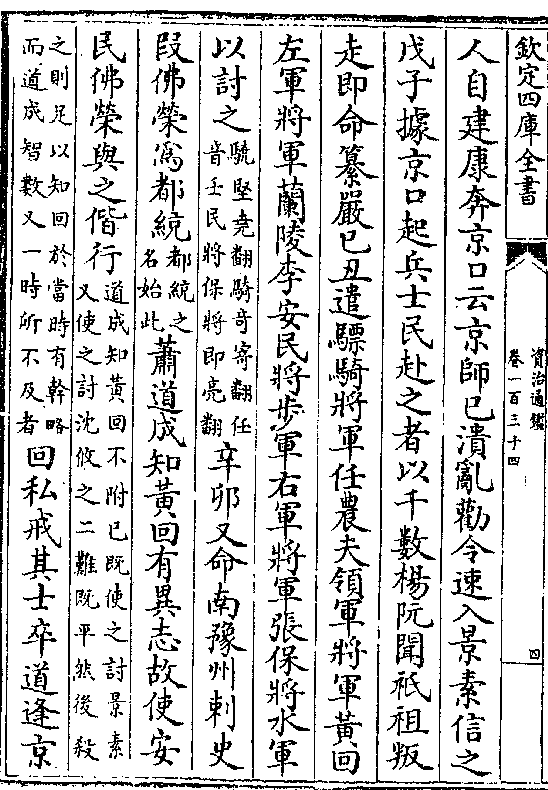 欽定四庫全書
資治通鑑
卷一百三十四
四
人自建康奔京口云京師已潰亂勸令速入景素信之
戊子據京口起兵士民赴之者以千數楊阮聞祗祖叛
走即命纂嚴已丑遣驃騎將軍任農夫領軍將軍黄回
左軍將軍蘭陵李安民將步軍右軍將軍張保將水軍
以討之
驍堅堯翻騎奇寄翻任
音壬民將保將即亮翻
辛卯又命南豫州刺史
段佛榮為都統
都統之
名始此
蕭道成知黄回有異志故使安
民佛榮與之偕行
道成知黄回不附已既使之討景素
又使之討沈攸之二難既平然後殺
之則足以知回於當時有幹略
而道成智數又一時所不及者
回私戒其士卒道逢京